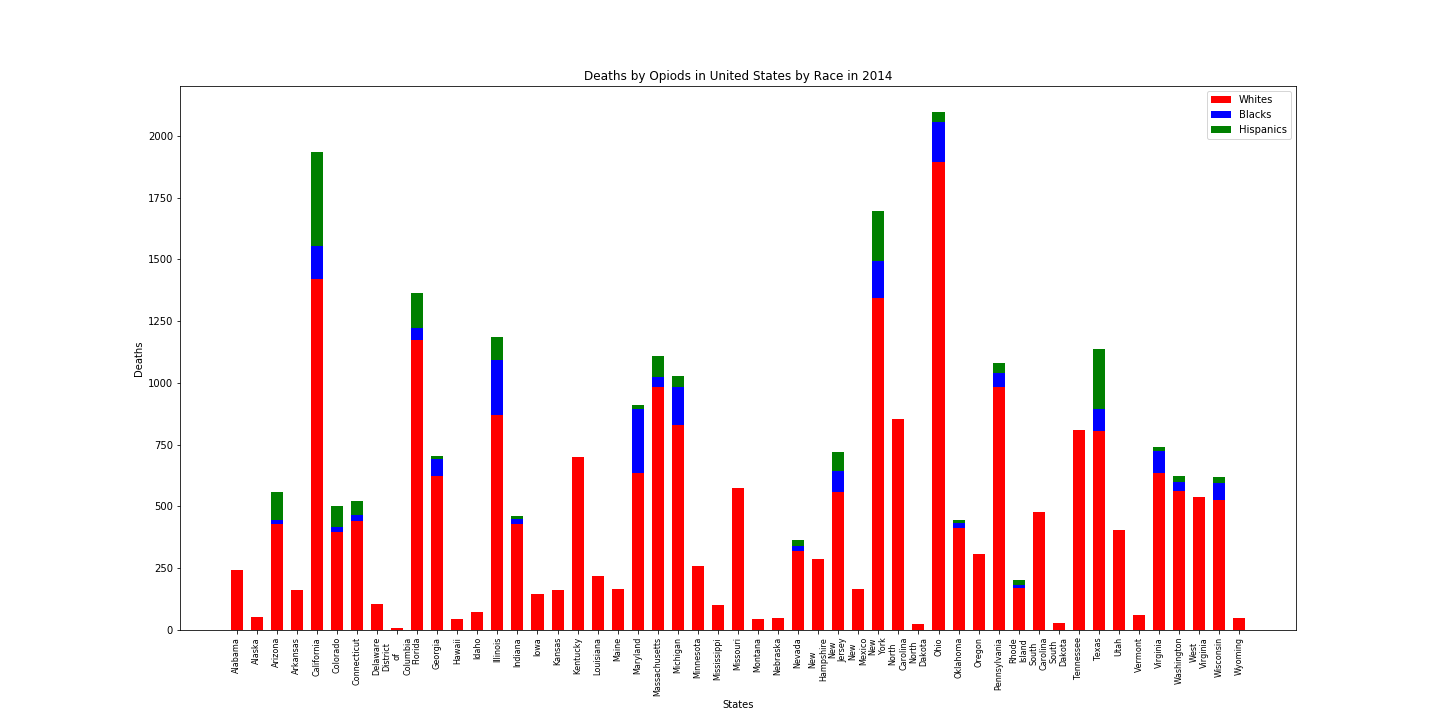 Deaths by Opiods in United States by Race in 2014
Whites
Blacks
Hispanics
2000
1750
1500
1250
1000
750
500
250
0
Deaths
Alabama
Alaska
Arizona
Arkansas
California
Colorado
Connecticut
Delaware
District
of
Columbia
Florida
Georgia
Hawaii
Idaho
Illinois
Indiana
Iowa
Kansas
Kentucky
Louisiana
Maine
Maryland
Massachusetts
Michigan
Minnesota
Mississippi
Missouri
Montana
Nebraska
Nevada
New
Hampshire
New
Jersey
New
Mexico
New
York
North
Carolina
North
Dakota
Ohio
Oklahoma
Oregon
Pennsylvania
Rhode
Island
South
Carolina
South
Dakota
Tennessee
Texas
Utah
Vermont
Virginia
Washington
West
Virginia
Wisconsin
Wyoming
States